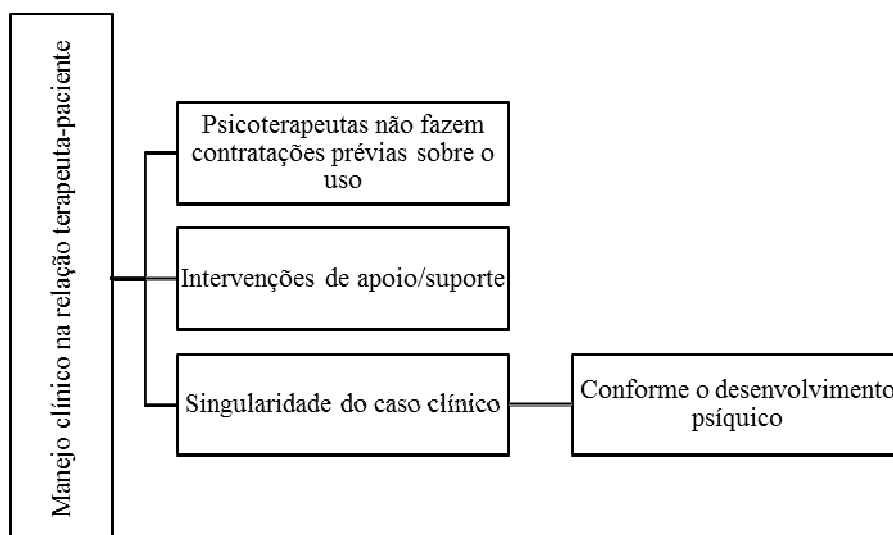 Manejo clínico na relação terapeuta-paciente
Psicoterapeutas não fazem
contratações prévias sobre o
uso
Intervenções de apoio/suporte
Singularidade do caso clínico
Conforme o desenvolvimento
psíquico